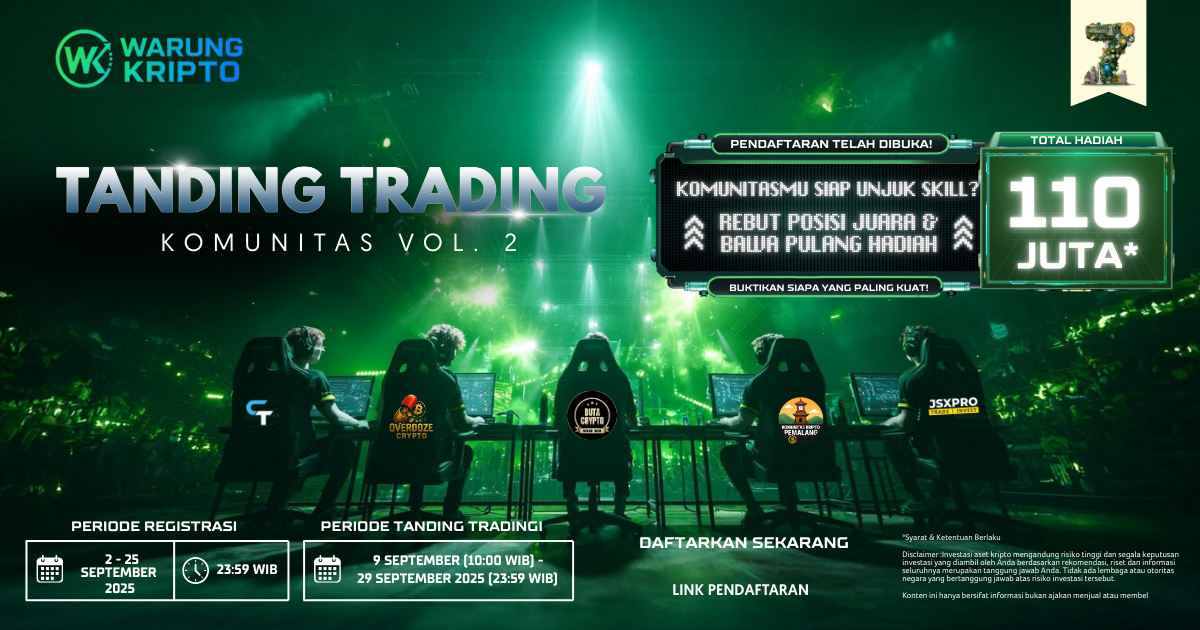 WK WARUNG
KRIPTO
7
TANDING TRADING
KOMUNITAS VOL. 2
PENDAFTARAN TELAH DIBUKA!
KOMUNITASMU SIAP UNJUK SKILL?
REBUT POSISI JUARA &
BAWA PULANG HADIAH
BUKTIKAN SIAPA YANG PALING KUAT!
TOTAL HADIAH
110
JUTA*
CT
OVERDOZE
CRYPTO
BUTA
CRYPTO
KOMUNITAS KRIPTO
PEMALANG
JSXPRO
TRADE | INVEST
PERIODE REGISTRASI
2 - 25
SEPTEMBER
2025
23:59 WIB
PERIODE TANDING TRADINGI
9 SEPTEMBER [10:00 WIB] -
29 SEPTEMBER 2025 [23:59 WIB]
DAFTARKAN SEKARANG
LINK PENDAFTARAN
*Syarat & Ketentuan Berlaku
Disclaimer :Investasi aset kripto mengandung risiko tinggi dan segala keputusan
investasi yang diambil oleh Anda berdasarkan rekomendasi, riset dan informasi
seluruhnya merupakan tanggung jawab Anda. Tidak ada lembaga atau otoritas
negara yang bertanggung jawab atas risiko investasi tersebut.
Konten ini hanya bersifat informasi bukan ajakan menjual atau membel